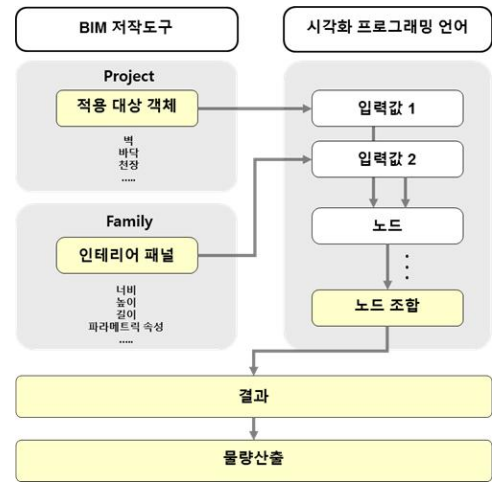 BIM 저작도구
시각화 프로그래밍 언어
Project
적용 대상 객체
벽
바닥
천장
.....
Family
인테리어 패널
너비
높이
길이
파라메트릭 속성
.....
입력값 1
입력값 2
노드
노드 조합
결과
물량산출